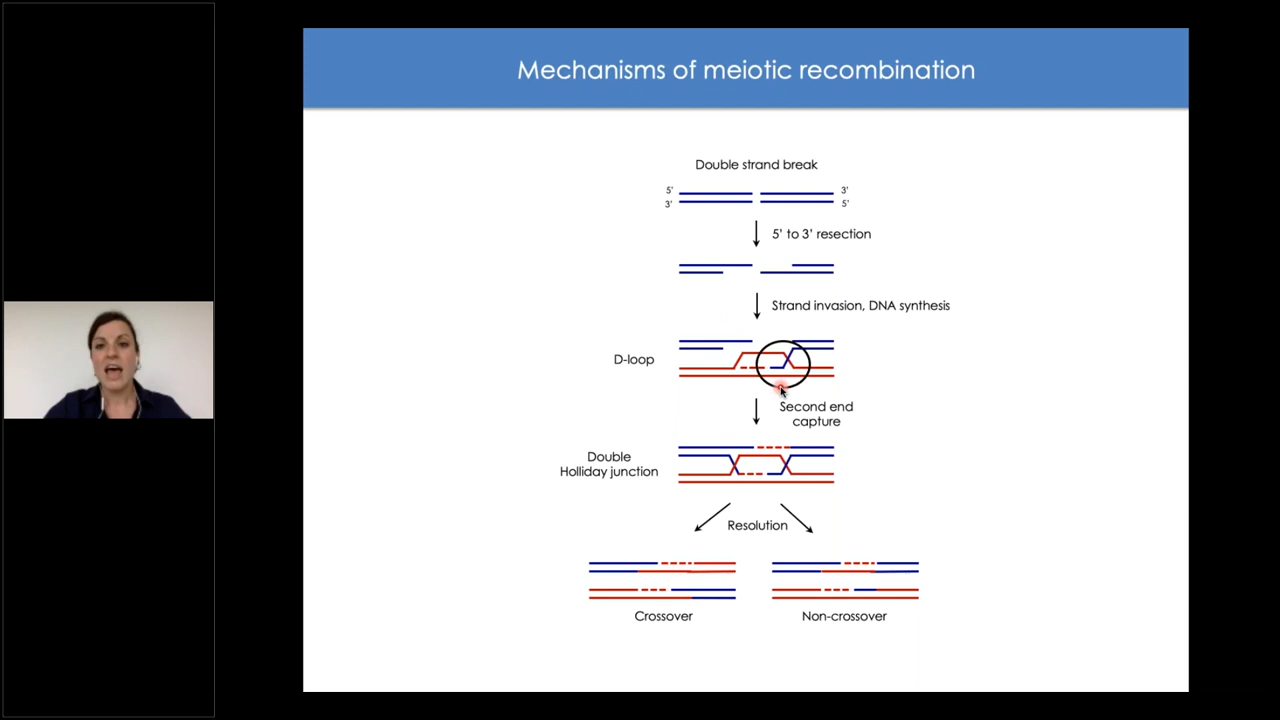 Mechanisms of meiotic recombination
Double strand break
5’ 3’
3’ 5’
5’ to 3’ resection
Strand invasion, DNA synthesis
D-loop
Second end
capture
Double
Holliday junction
Resolution
Crossover
Non-crossover